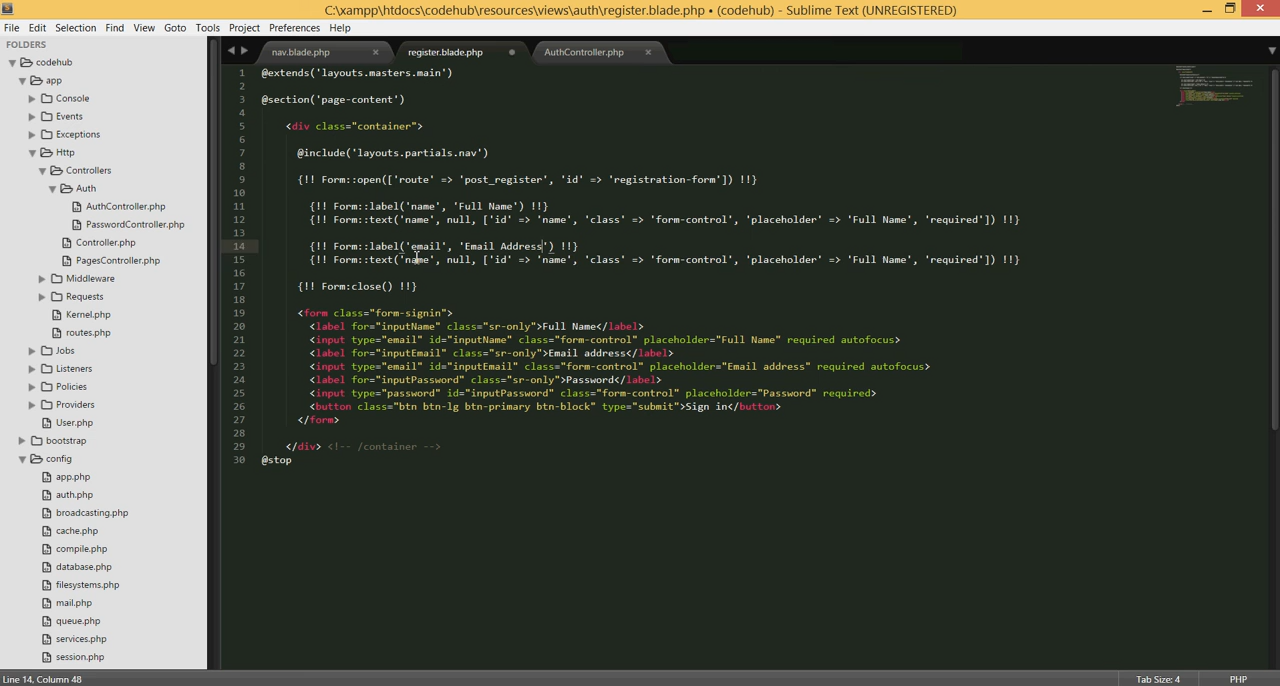 C:\xampp\htdocs\codehub\resources\views\auth\register.blade.php • (codehub) - Sublime Text (UNREGISTERED)
File Edit Selection Find View Goto Tools Project Preferences Help
FOLDERS
codehub
app
Console
Events
Exceptions
Http
Controllers
Auth
AuthController.php
PasswordController.php
Controller.php
PagesController.php
Middleware
Requests
Kernel.php
routes.php
Jobs
Listeners
Policies
Providers
User.php
bootstrap
config
app.php
auth.php
broadcasting.php
cache.php
compile.php
database.php
filesystems.php
mail.php
queue.php
services.php
session.php
nav.blade.php × register.blade.php • AuthController.php ×
1 @extends('layouts.masters.main')
2
3 @section('page-content')
4
5 <div class="container">
6
7 @include('layouts.partials.nav')
8
9 {!! Form::open(['route' => 'post_register', 'id' => 'registration-form']) !!}
10
11 {!! Form::label('name', 'Full Name') !!}
12 {!! Form::text('name', null, ['id' => 'name', 'class' => 'form-control', 'placeholder' => 'Full Name', 'required']) !!}
13
14 {!! Form::label('email', 'Email Address') !!}
15 {!! Form::text('name', null, ['id' => 'name', 'class' => 'form-control', 'placeholder' => 'Full Name', 'required']) !!}
16
17 {!! Form:close() !!}
18
19 <form class="form-signin">
20 <label for="inputName" class="sr-only">Full Name</label>
21 <input type="email" id="inputName" class="form-control" placeholder="Full Name" required autofocus>
22 <label for="inputEmail" class="sr-only">Email address</label>
23 <input type="email" id="inputEmail" class="form-control" placeholder="Email address" required autofocus>
24 <label for="inputPassword" class="sr-only">Password</label>
25 <input type="password" id="inputPassword" class="form-control" placeholder="Password" required>
26 <button class="btn btn-lg btn-primary btn-block" type="submit">Sign in</button>
27 </form>
28
29 </div> <!-- /container -->
30 @stop
Line 14, Column 48 Tab Size: 4 PHP